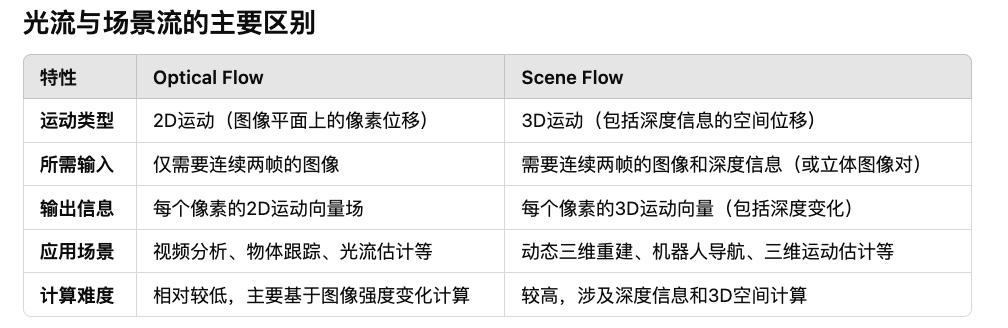 光流与场景流的主要区别
特性 Optical Flow Scene Flow
运动类型 2D运动（图像平面上的像素位移） 3D运动（包括深度信息的空间位移）
所需输入 仅需要连续两帧的图像 需要连续两帧的图像和深度信息（或立体图像对）
输出信息 每个像素的2D运动向量场 每个像素的3D运动向量（包括深度变化）
应用场景 视频分析、物体跟踪、光流估计等 动态三维重建、机器人导航、三维运动估计等
计算难度 相对较低，主要基于图像强度变化计算 较高，涉及深度信息和3D空间计算